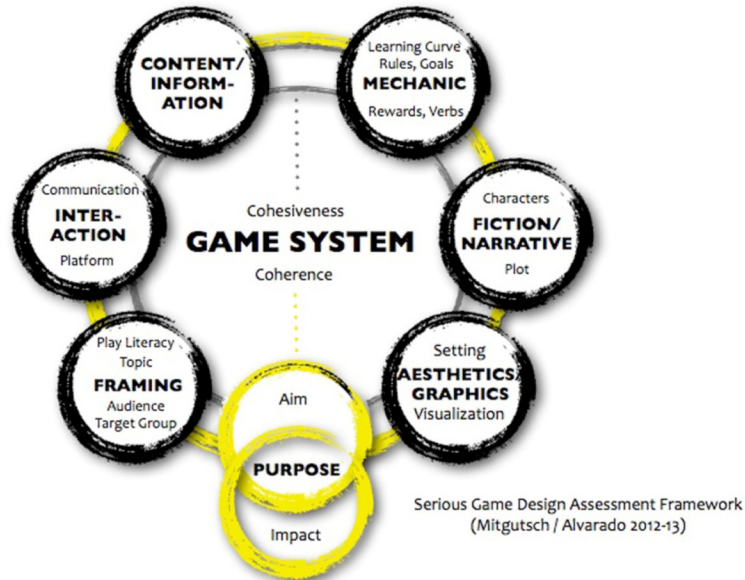 CONTENT/
INFORM-
ATION
Learning Curve
Rules, Goals
MECHANIC
Rewards, Verbs
Communication
INTER-
ACTION
Platform
Cohesiveness
GAME SYSTEM
Coherence
Characters
FICTION/
NARRATIVE
Plot
Play Literacy
Topic
FRAMING
Audience
Target Group
Aim
PURPOSE
Impact
Setting
AESTHETICS/
GRAPHICS
Visualization
Serious Game Design Assessment Framework
(Mitgutsch / Alvarado 2012-13)